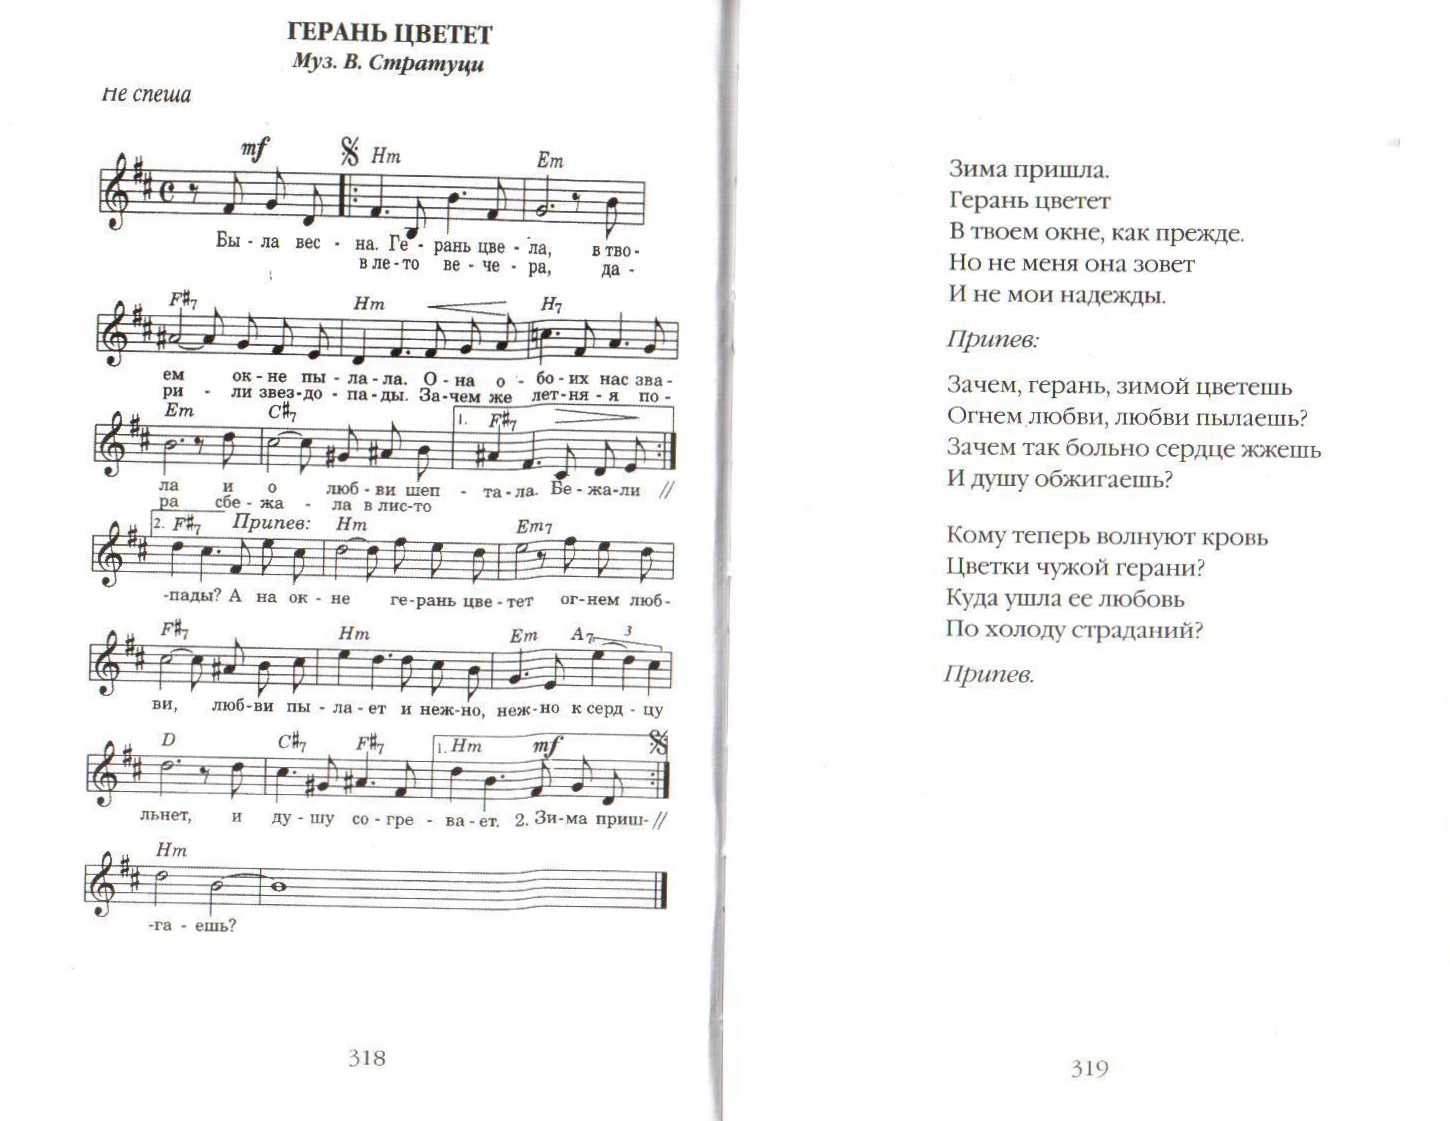 ГЕРАНЬ ЦВЕТЕТ
Муз. В. Стратуци
Не спеша
mf
Hm Em
Бы - ла вес - на. Ге - рань цве - ла, в тво -
в ле - то ве - че - ра, да -
F#7 Hm H7
ем ок - не пы - ла - ла. О - на о - бо - их нас зва -
ри - ли звез - до - па - ды. За - чем же лет - ня - я по -
Em C#7 1. F#7
ла и о люб - ви шеп - та - ла. Бе - жа - ли //
ра сбе - жа - ла в лис - то
2. F#7 Припев: Hm Em7
-пады? А на ок - не ге - рань цве - тет ог - нем люб -
F#7 Hm Em A7 3
ви, люб - ви пы - ла - ет и неж - но, неж - но к серд - цу
D C#7 F#7 1. Hm mf
льнет, и ду - шу со - гре - ва - ет. 2. Зи - ма приш - //
Hm
-га - ешь?
318
Зима пришла.
Герань цветет
В твоем окне, как прежде.
Но не меня она зовет
И не мои надежды.
Припев:
Зачем, герань, зимой цветешь
Огнем любви, любви пылаешь?
Зачем так больно сердце жжешь
И душу обжигаешь?
Кому теперь волнуют кровь
Цветки чужой герани?
Куда ушла ее любовь
По холоду страданий?
Припев.
319